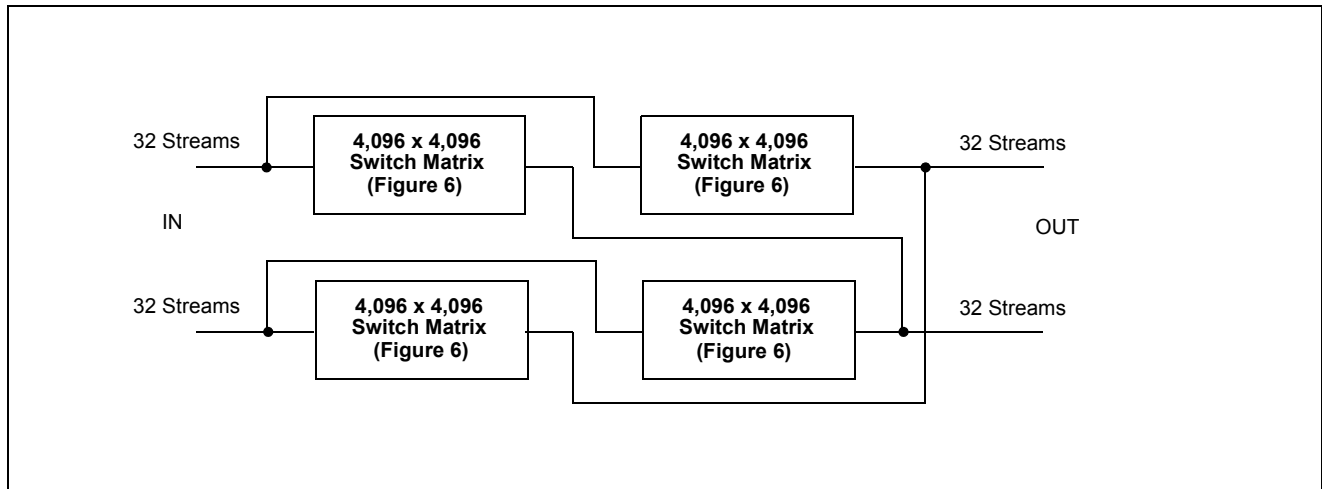 32 Streams
4,096 x 4,096
Switch Matrix
(Figure 6)
4,096 x 4,096
Switch Matrix
(Figure 6)
32 Streams
IN
OUT
32 Streams
4,096 x 4,096
Switch Matrix
(Figure 6)
4,096 x 4,096
Switch Matrix
(Figure 6)
32 Streams